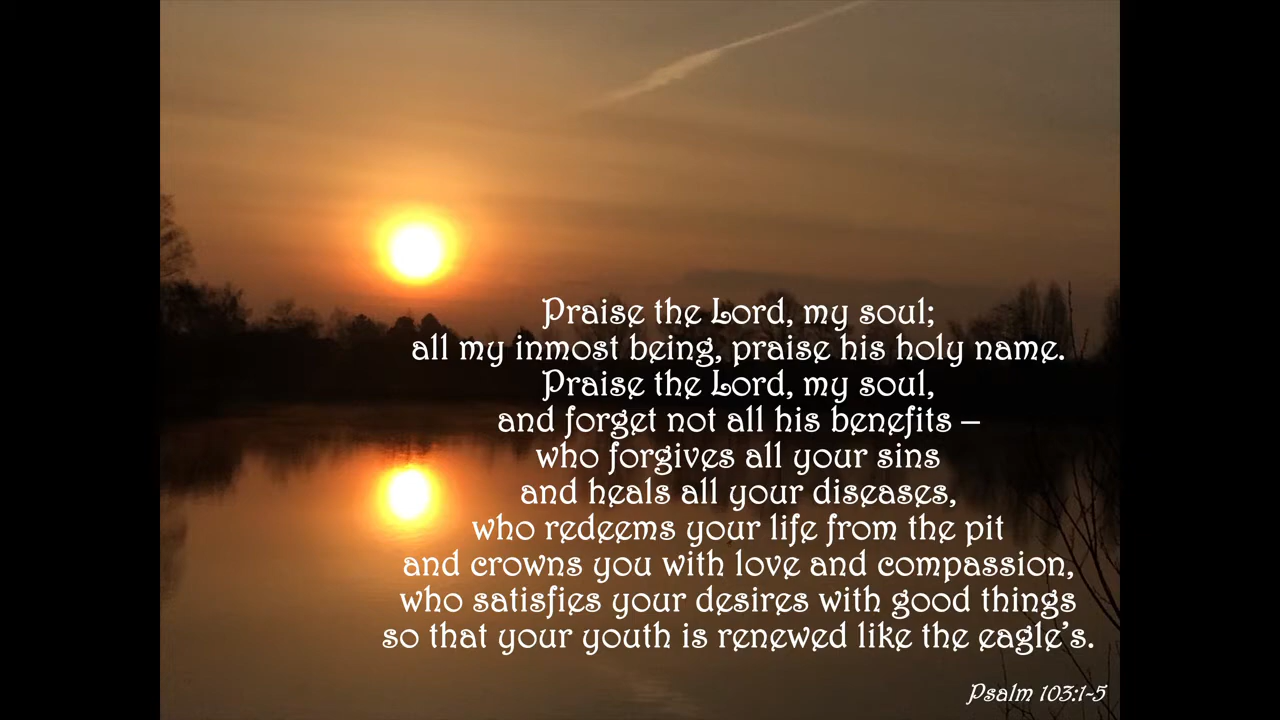 Praise the Lord, my soul;
all my inmost being, praise his holy name.
Praise the Lord, my soul,
and forget not all his benefits –
who forgives all your sins
and heals all your diseases,
who redeems your life from the pit
and crowns you with love and compassion,
who satisfies your desires with good things
so that your youth is renewed like the eagle’s.
Psalm 103:1-5